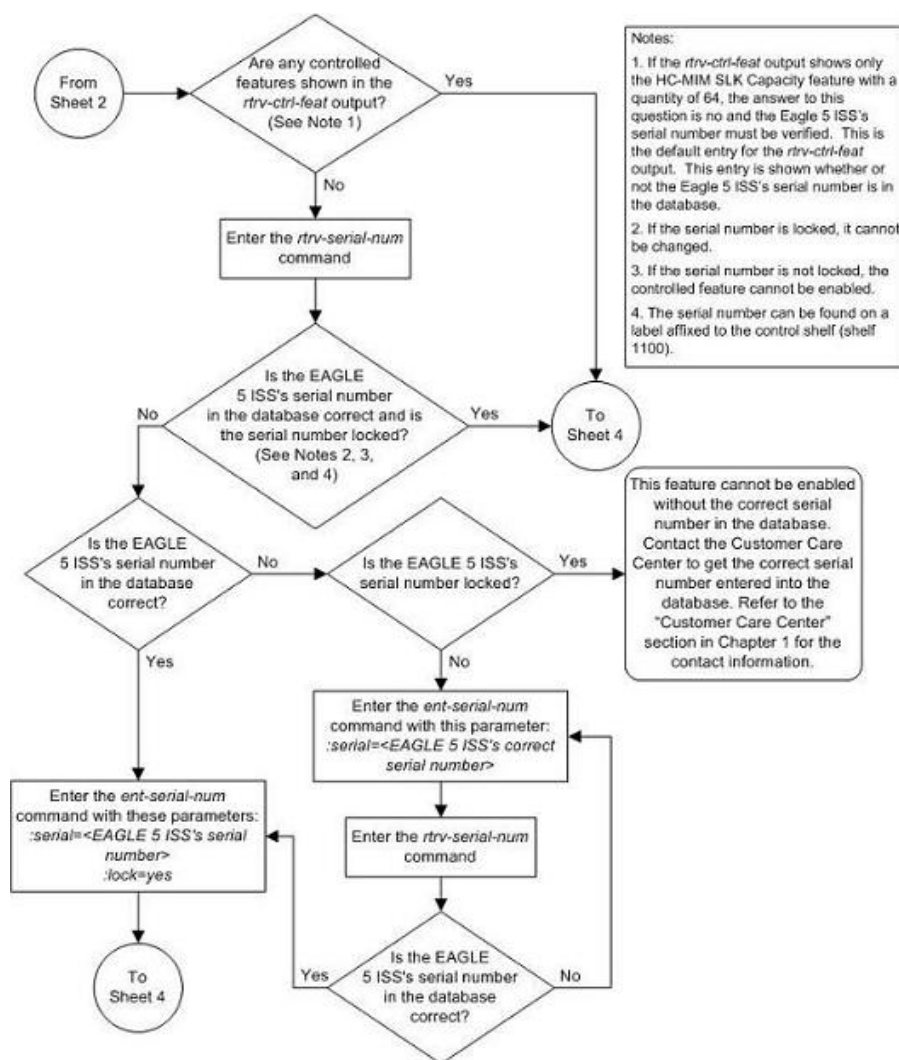 From
Sheet 2
Are any controlled
features shown in the
rtrv-ctrl-feat output?
(See Note 1)
Yes
No
Enter the rtrv-serial-num
command
Notes:
1. If the rtrv-ctrl-feat output shows only
the HC-MIM SLK Capacity feature with a
quantity of 64, the answer to this
question is no and the Eagle 5 ISS's
serial number must be verified. This is
the default entry for the rtrv-ctrl-feat
output. This entry is shown whether or
not the Eagle 5 ISS's serial number is in
the database.
2. If the serial number is locked, it cannot
be changed.
3. If the serial number is not locked, the
controlled feature cannot be enabled.
4. The serial number can be found on a
label affixed to the control shelf (shelf
1100).
Is the EAGLE
5 ISS's serial number
in the database correct and is
the serial number locked?
(See Notes 2, 3,
and 4)
No
Yes
To
Sheet 4
Is the EAGLE
5 ISS's serial number
in the database
correct?
No
Yes
Is the EAGLE 5 ISS's
serial number locked?
Yes
No
This feature cannot be enabled
without the correct serial
number in the database.
Contact the Customer Care
Center to get the correct serial
number entered into the
database. Refer to the
"Customer Care Center"
section in Chapter 1 for the
contact information.
Enter the ent-serial-num
command with this parameter:
:serial=<EAGLE 5 ISS's correct
serial number>
Enter the rtrv-serial-num
command
Enter the ent-serial-num
command with these parameters:
:serial=<EAGLE 5 ISS's serial
number>
:lock=yes
Is the EAGLE
5 ISS's serial number
in the database
correct?
Yes
No
To
Sheet 4